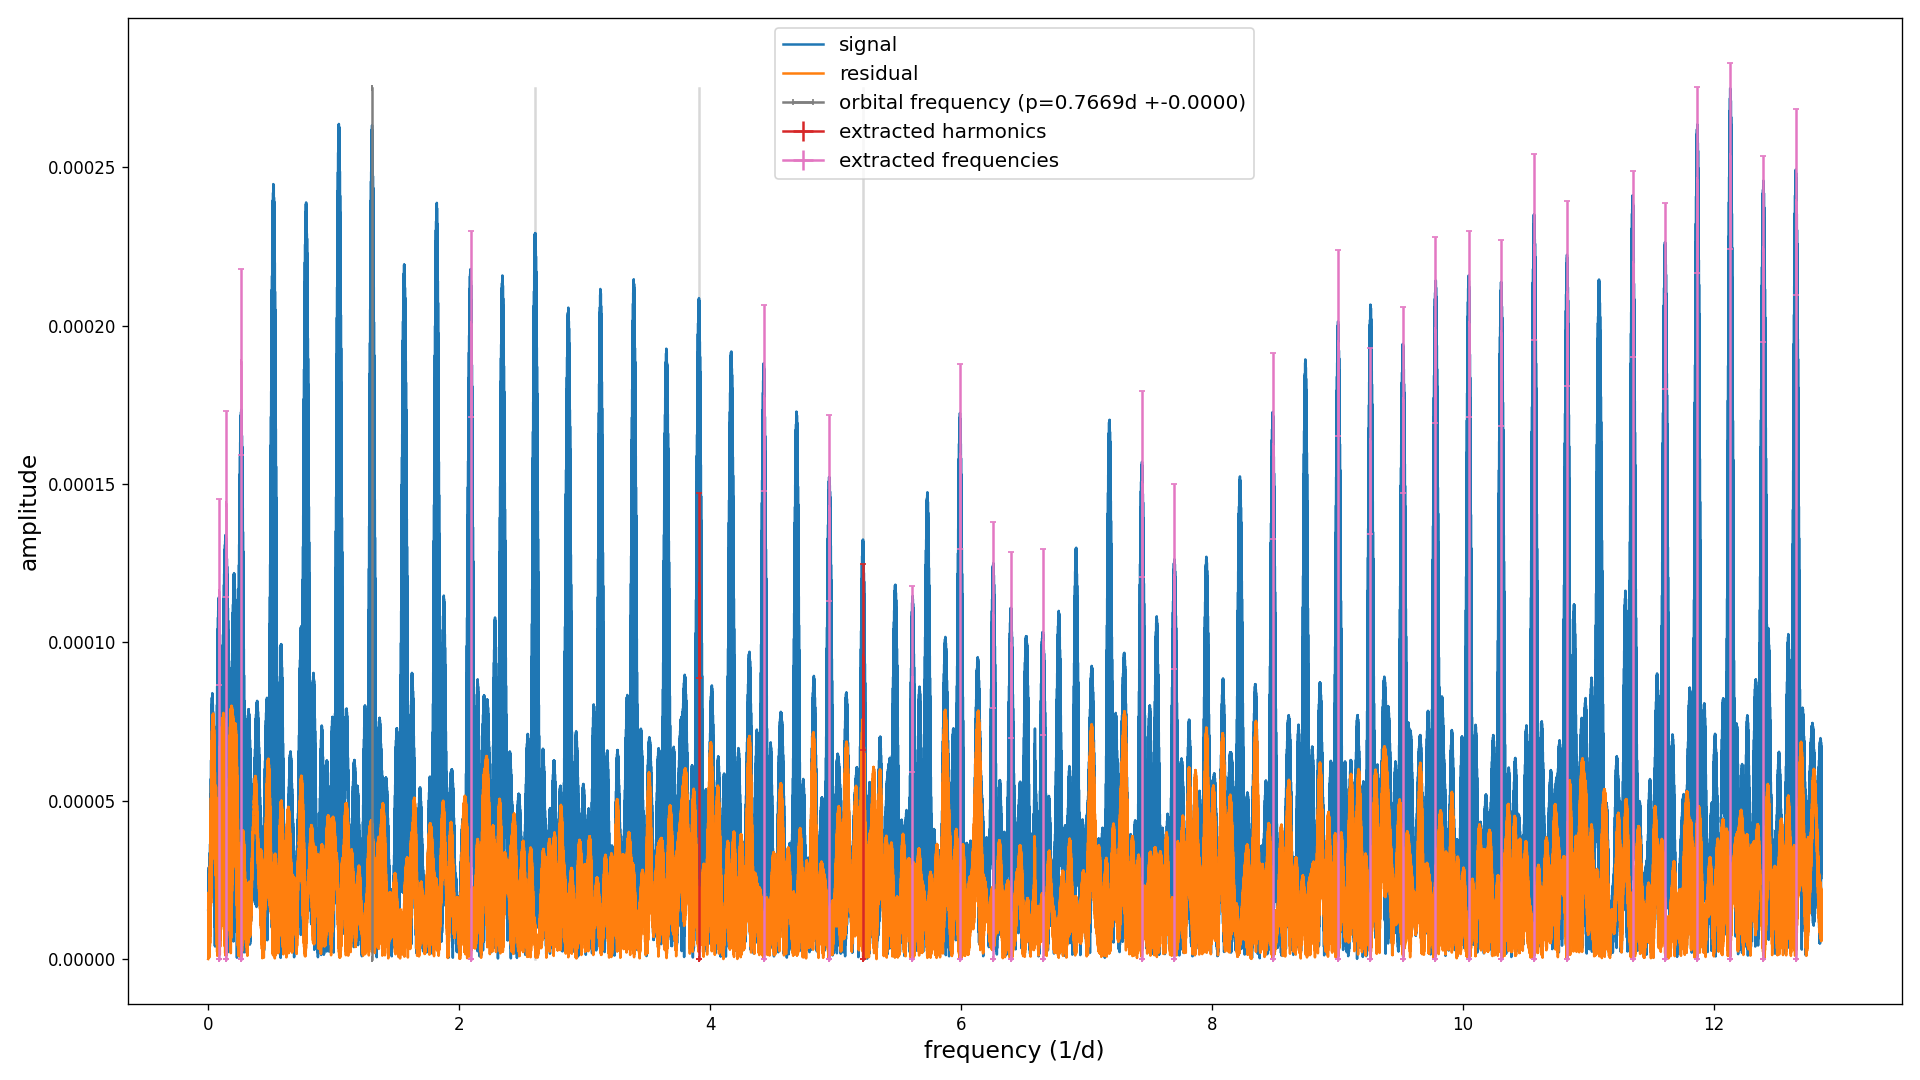 signal
residual
orbital frequency (p=0.7669d +-0.0000)
extracted harmonics
extracted frequencies
amplitude
0.00025
0.00020
0.00015
0.00010
0.00005
0.00000
0 2 4 6 8 10 12
frequency (1/d)